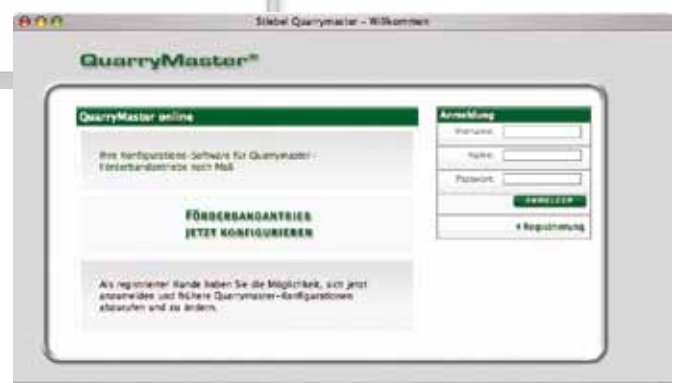 Stiebel Quarrymaster – Willkommen
QuarryMaster®
QuarryMaster online
Ihre Konfigurations-Software für Quarrymaster-
Förderbandantriebe nach Maß
FÖRDERBANDANTRIEB
JETZT KONFIGURIEREN
Als registrierter Kunde haben Sie die Möglichkeit, sich jetzt
anzumelden und frühere Quarrymaster-Konfigurationen
abzurufen und zu ändern.
Anmeldung
Vorname:
Name:
Passwort:
ANMELDEN
Registrierung